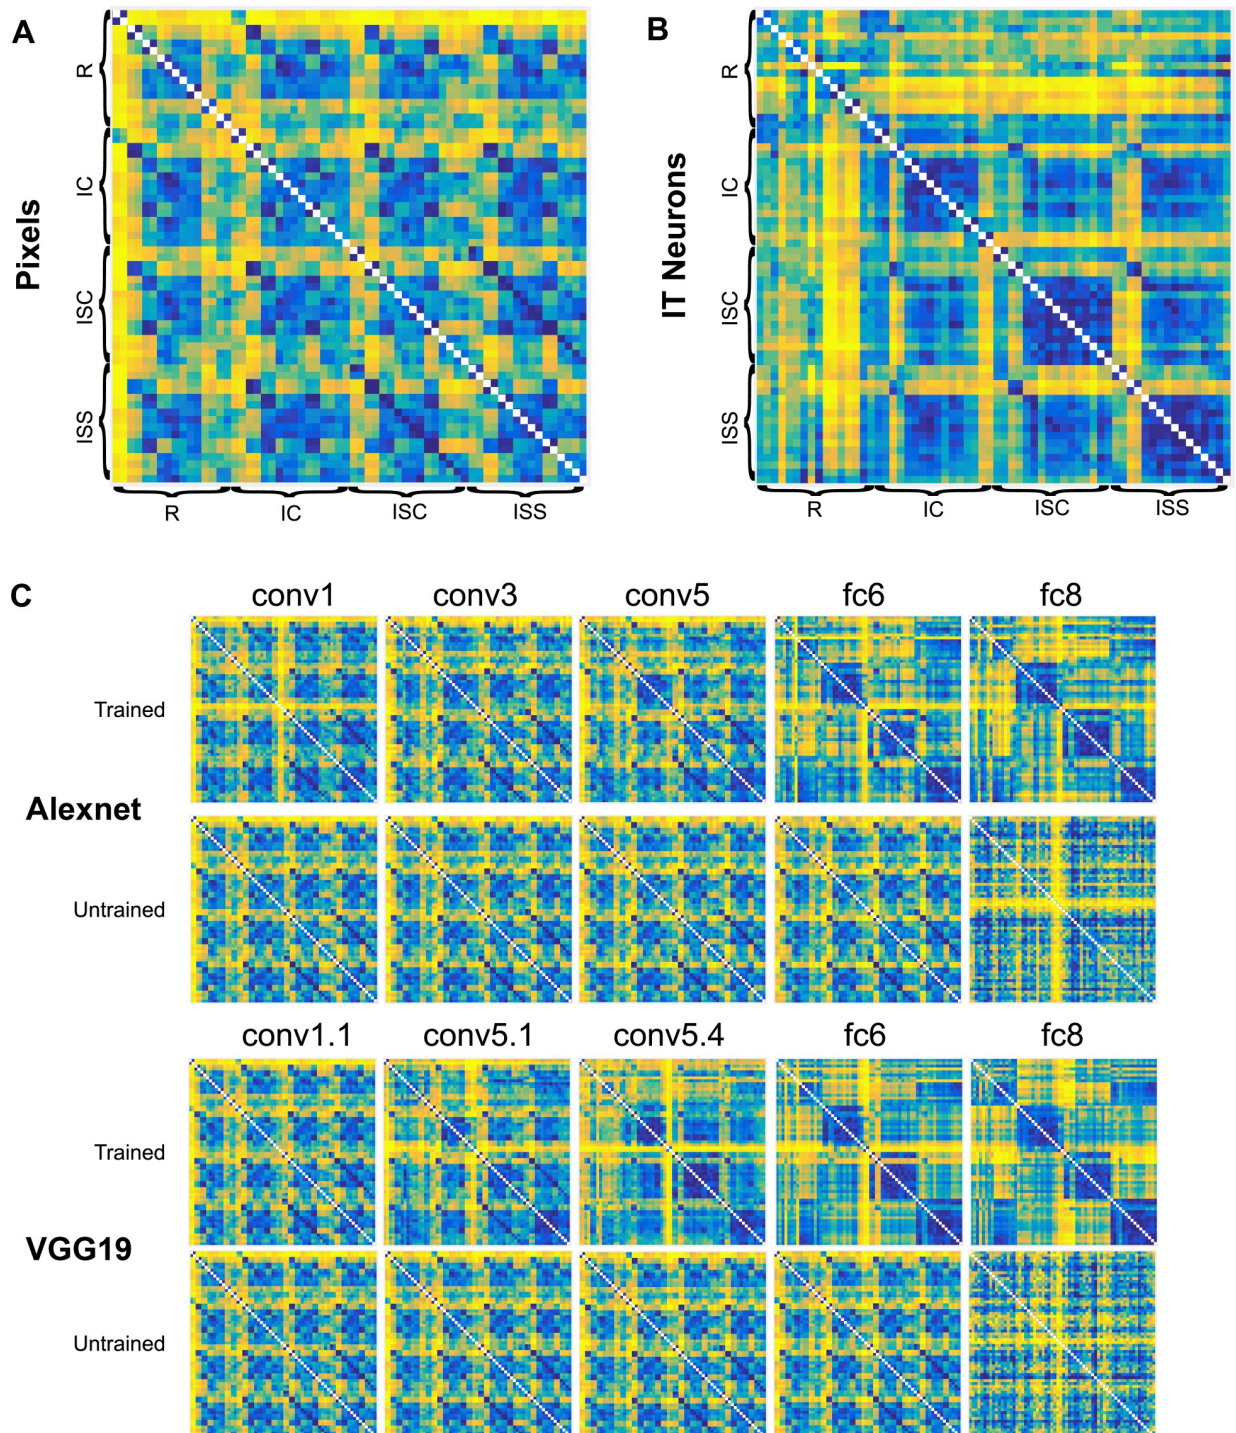 A
B
R
IC
ISC
ISS
Pixels
R
IC
ISC
ISS
R
IC
ISC
ISS
IT Neurons
R
IC
ISC
ISS
C
conv1 conv3 conv5 fc6 fc8
Trained
Alexnet
Untrained
conv1.1 conv5.1 conv5.4 fc6 fc8
Trained
VGG19
Untrained